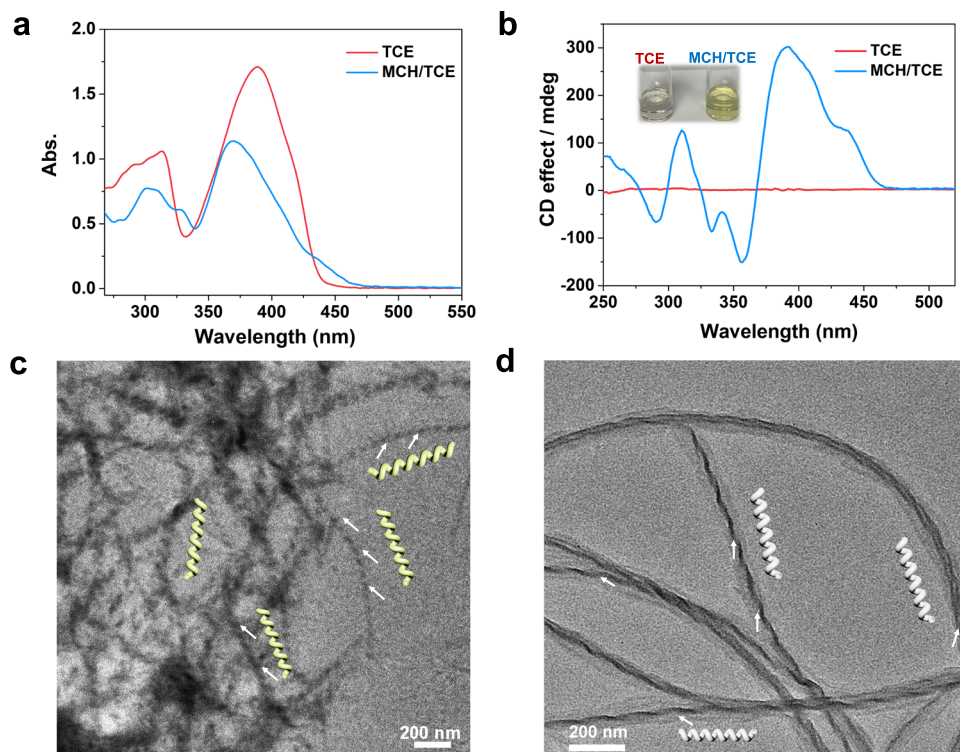 a
TCE
MCH/TCE
2.0
1.5
1.0
0.5
0.0
Abs.
300 350 400 450 500 550
Wavelength (nm)
b
TCE
MCH/TCE
TCE MCH/TCE
300
200
100
0
-100
-200
CD effect / mdeg
250 300 350 400 450 500
Wavelength (nm)
c
200 nm
d
200 nm